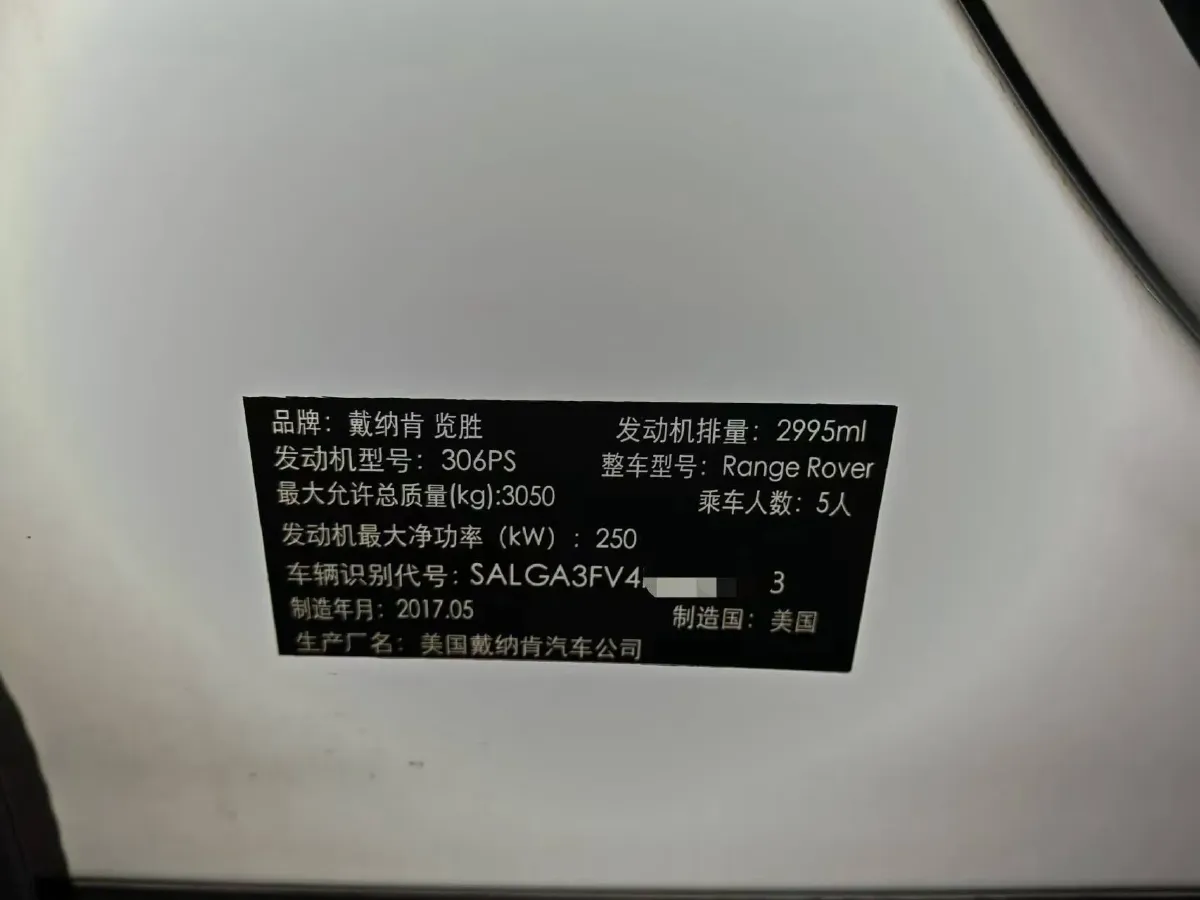 品牌：戴纳肯 览胜 发动机排量：2995ml
发动机型号：306PS 整车型号：Range Rover
最大允许总质量(kg):3050 乘车人数：5人
发动机最大净功率（kW）：250
车辆识别代号：SALGA3FV4 3
制造年月：2017.05 制造国：美国
生产厂名：美国戴纳肯汽车公司